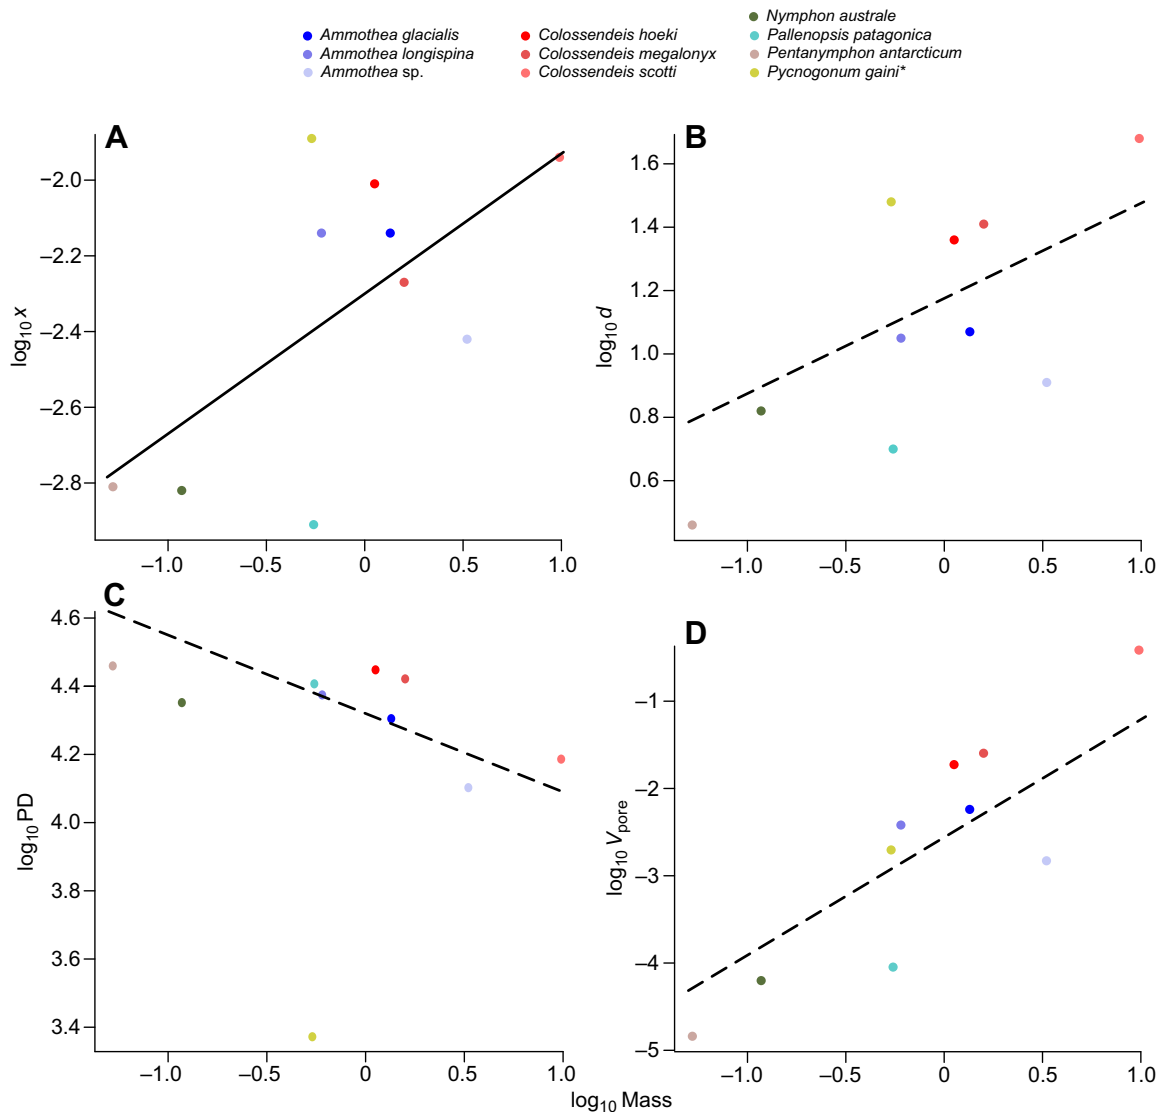 Ammothea glacialis
Ammothea longispina
Ammothea sp.
Colossendeis hoeki
Colossendeis megalonyx
Colossendeis scotti
Nymphon australe
Pallenopsis patagonica
Pentanymphon antarcticum
Pycnogonum gaini*
A
log10 x
−2.0
–2.2
–2.4
–2.6
–2.8
–1.0 –0.5 0 0.5 1.0
B
log10 d
1.6
1.4
1.2
1.0
0.8
0.6
–1.0 –0.5 0 0.5 1.0
C
log10 PD
4.6
4.4
4.2
4.0
3.8
3.6
3.4
–1.0 –0.5 0 0.5 1.0
D
log10 Vpore
–1
–2
–3
–4
–5
–1.0 –0.5 0 0.5 1.0
log10 Mass